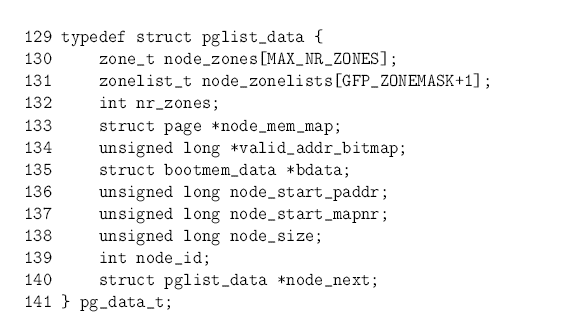 129 typedef struct pglist_data {
130     zone_t node_zones[MAX_NR_ZONES];
131     zonelist_t node_zonelists[GFP_ZONEMASK+1];
132     int nr_zones;
133     struct page *node_mem_map;
134     unsigned long *valid_addr_bitmap;
135     struct bootmem_data *bdata;
136     unsigned long node_start_paddr;
137     unsigned long node_start_mapnr;
138     unsigned long node_size;
139     int node_id;
140     struct pglist_data *node_next;
141 } pg_data_t;